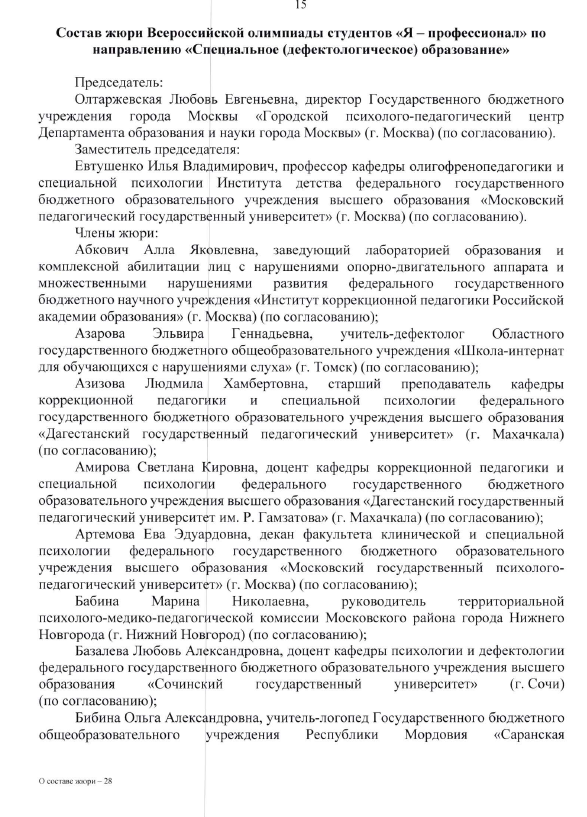 15
Состав жюри Всероссийской олимпиады студентов «Я – профессионал» по
направлению «Специальное (дефектологическое) образование»
Председатель:
Олтаржевская Любовь Евгеньевна, директор Государственного бюджетного
учреждения города Москвы «Городской психолого-педагогический центр
Департамента образования и науки города Москвы» (г. Москва) (по согласованию).
Заместитель председателя:
Евтушенко Илья Владимирович, профессор кафедры олигофренопедагогики и
специальной психологии Института детства федерального государственного
бюджетного образовательного учреждения высшего образования «Московский
педагогический государственный университет» (г. Москва) (по согласованию).
Члены жюри:
Абкович Алла Яковлевна, заведующий лабораторией образования и
комплексной абилитации лиц с нарушениями опорно-двигательного аппарата и
множественными нарушениями развития федерального государственного
бюджетного научного учреждения «Институт коррекционной педагогики Российской
академии образования» (г. Москва) (по согласованию);
Азарова Эльвира Геннадьевна, учитель-дефектолог Областного
государственного бюджетного общеобразовательного учреждения «Школа-интернат
для обучающихся с нарушениями слуха» (г. Томск) (по согласованию);
Азизова Людмила Хамбертовна, старший преподаватель кафедры
коррекционной педагогики и специальной психологии федерального
государственного бюджетного образовательного учреждения высшего образования
«Дагестанский государственный педагогический университет» (г. Махачкала)
(по согласованию);
Амирова Светлана Кировна, доцент кафедры коррекционной педагогики и
специальной психологии федерального государственного бюджетного
образовательного учреждения высшего образования «Дагестанский государственный
педагогический университет им. Р. Гамзатова» (г. Махачкала) (по согласованию);
Артемова Ева Эдуардовна, декан факультета клинической и специальной
психологии федерального государственного бюджетного образовательного
учреждения высшего образования «Московский государственный психолого-
педагогический университет» (г. Москва) (по согласованию);
Бабина Марина Николаевна, руководитель территориальной
психолого-медико-педагогической комиссии Московского района города Нижнего
Новгорода (г. Нижний Новгород) (по согласованию);
Базалева Любовь Александровна, доцент кафедры психологии и дефектологии
федерального государственного бюджетного образовательного учреждения высшего
образования «Сочинский государственный университет» (г. Сочи)
(по согласованию);
Бибина Ольга Александровна, учитель-логопед Государственного бюджетного
общеобразовательного учреждения Республики Мордовия «Саранская
О составе жюри – 28